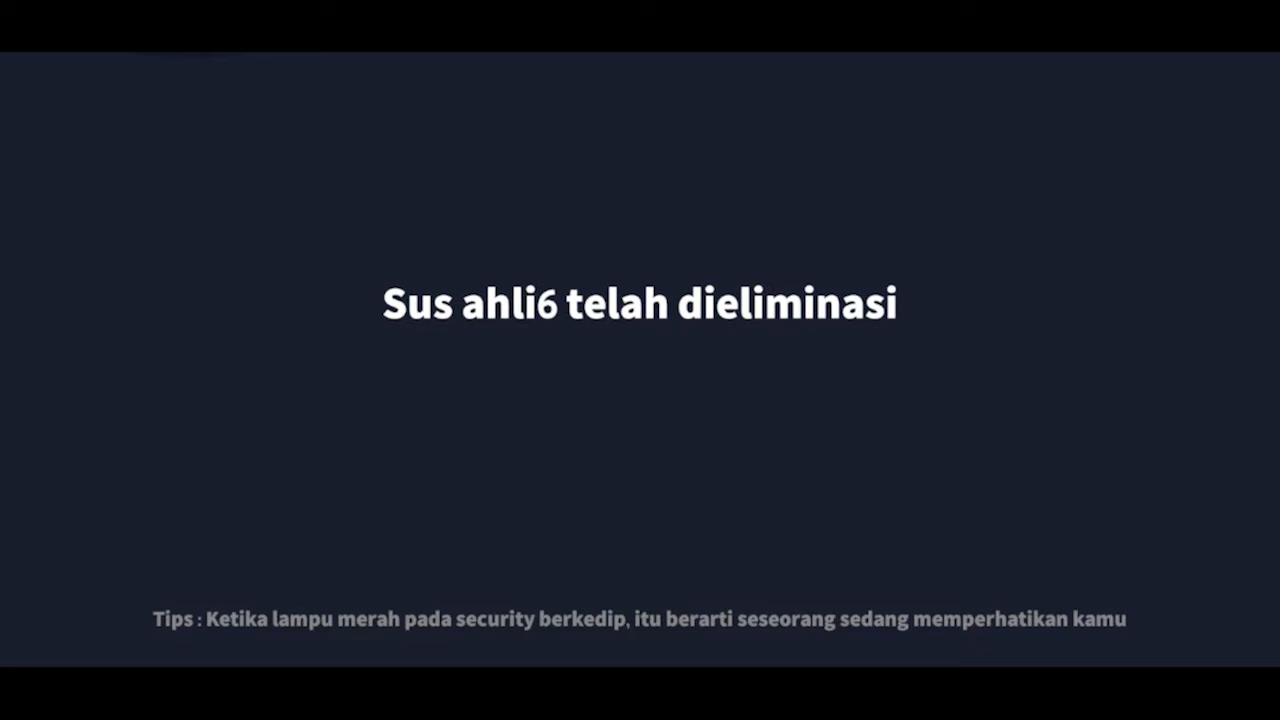 Sus ahli6 telah dieliminasi
Tips : Ketika lampu merah pada security berkedip, itu berarti seseorang sedang memperhatikan kamu